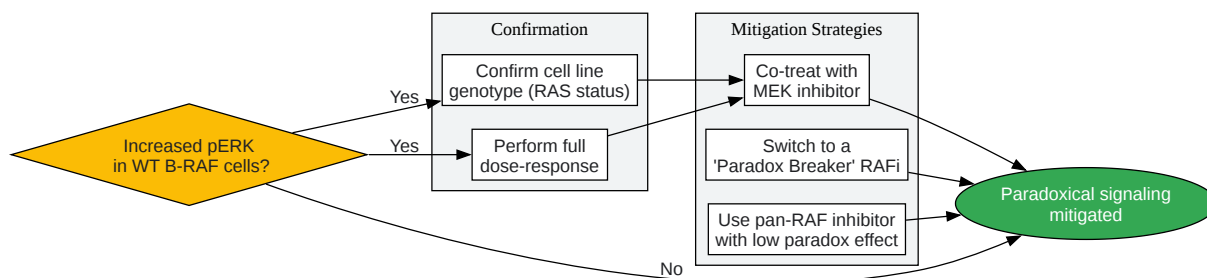 Confirmation
Mitigation Strategies
Confirm cell line
genotype (RAS status)
Co-treat with
MEK inhibitor
Yes
Increased pERK
in WT B-RAF cells?
Yes
Perform full
dose-response
Switch to a
'Paradox Breaker' RAFi
Paradoxical signaling
mitigated
Use pan-RAF inhibitor
with low paradox effect
No